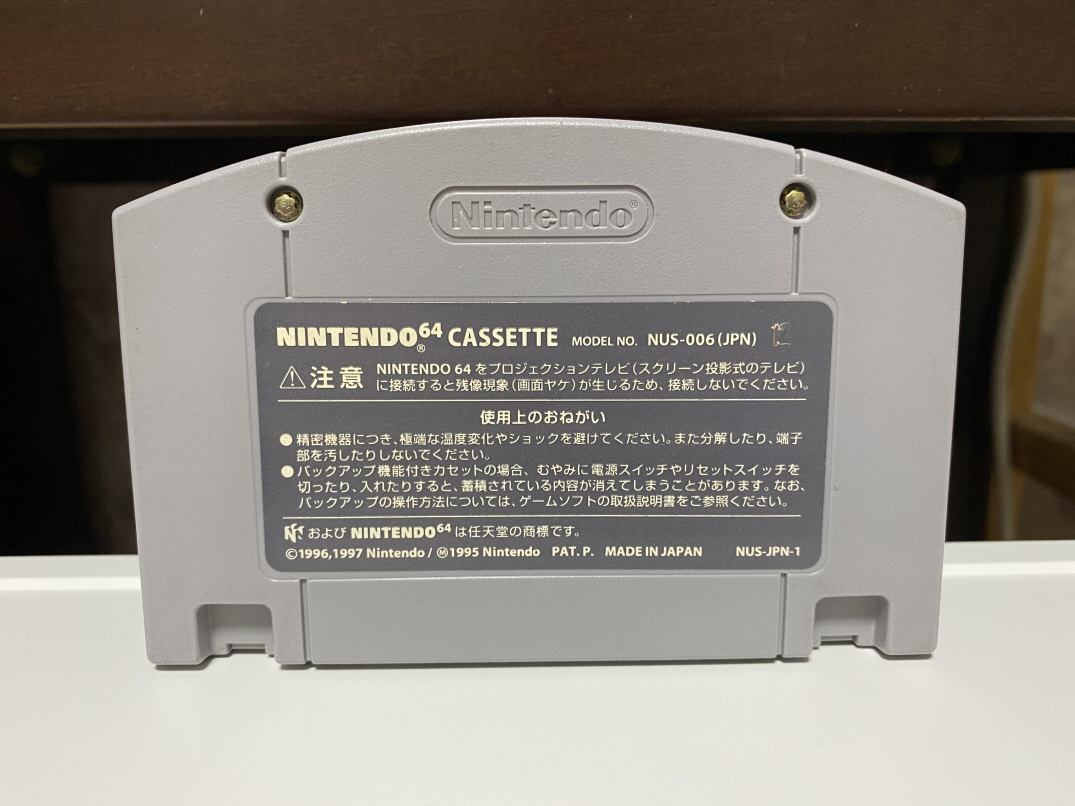 Nintendo®
NINTENDO64® CASSETTE MODEL NO. NUS-006(JPN)
⚠注意 NINTENDO 64 をプロジェクションテレビ(スクリーン投影式のテレビ)
に接続すると残像現象(画面ヤケ)が生じるため、接続しないでください。
使用上のおねがい
●精密機器につき、極端な温度変化やショックを避けてください。また分解したり、端子
部を汚したりしないでください。
●バックアップ機能付きカセットの場合、むやみに電源スイッチやリセットスイッチを
切ったり、入れたりすると、蓄積されている内容が消えてしまうことがあります。なお、
バックアップの操作方法については、ゲームソフトの取扱説明書をご参照ください。
および NINTENDO64 は任天堂の商標です。
©1996,1997 Nintendo/Ⓜ1995 Nintendo PAT. P. MADE IN JAPAN NUS-JPN-1